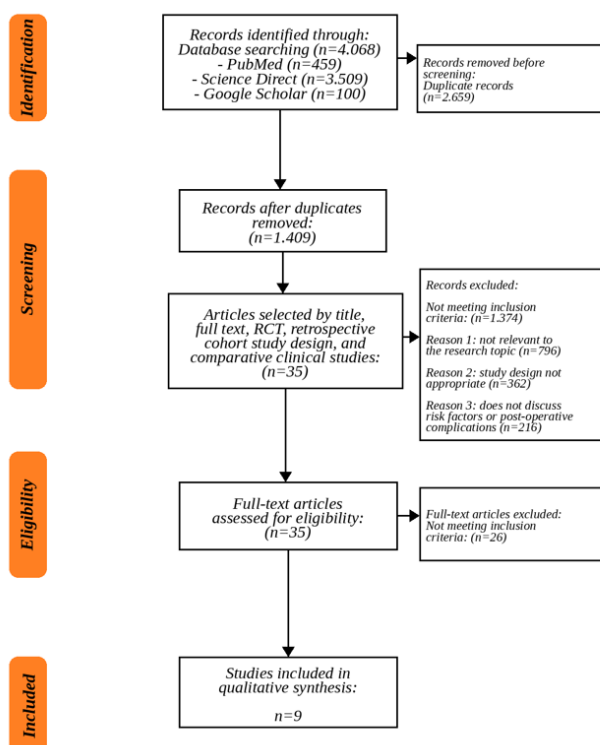 Identification
Records identified through:
Database searching (n=4.068)
- PubMed (n=459)
- Science Direct (n=3.509)
- Google Scholar (n=100)
Records removed before
screening:
Duplicate records
(n=2.659)
Screening
Records after duplicates
removed:
(n=1.409)
Articles selected by title,
full text, RCT, retrospective
cohort study design, and
comparative clinical studies:
(n=35)
Records excluded:
Not meeting inclusion
criteria: (n=1.374)
Reason 1: not relevant to
the research topic (n=796)
Reason 2: study design not
appropriate (n=362)
Reason 3: does not discuss
risk factors or post-operative
complications (n=216)
Eligibility
Full-text articles
assessed for eligibility:
(n=35)
Full-text articles excluded:
Not meeting inclusion
criteria: (n=26)
Included
Studies included in
qualitative synthesis:
n=9